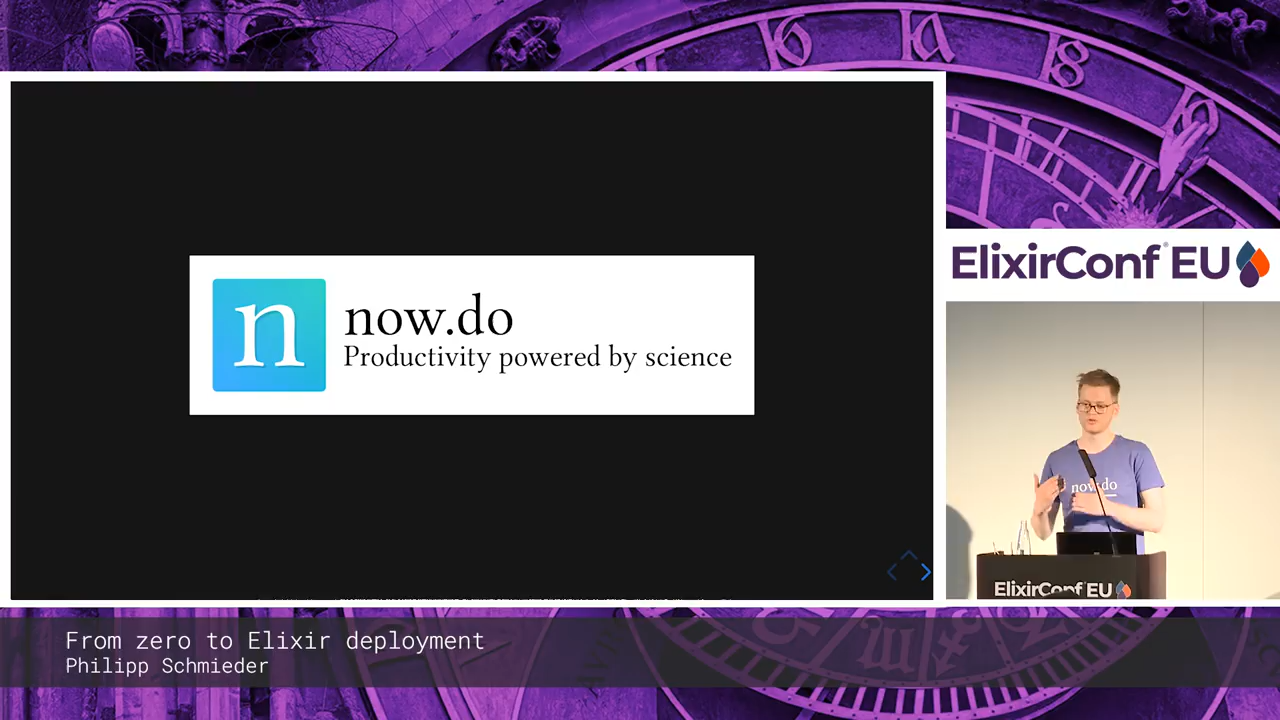 n
now.do
Productivity powered by science
ElixirConf® EU
now.do
ElixirConf EU
From zero to Elixir deployment
Philipp Schmieder